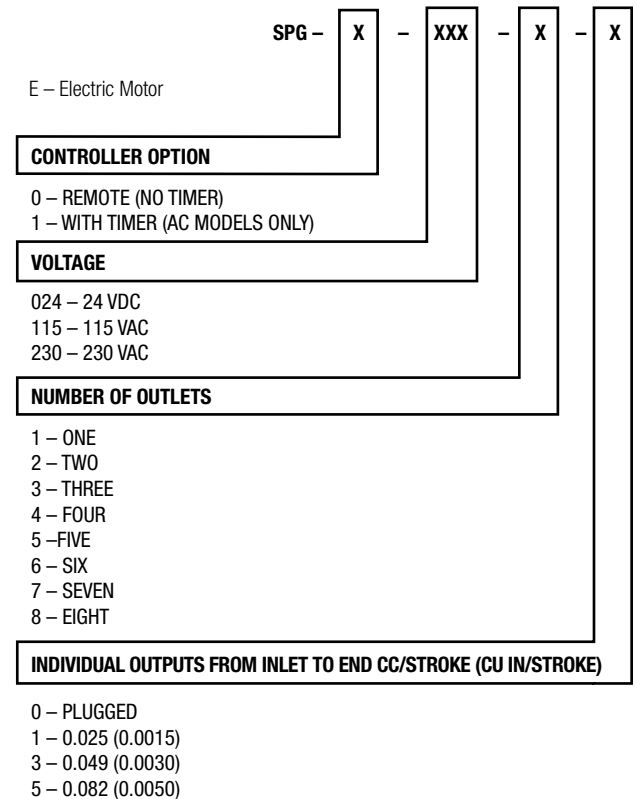 SPG – X – XXX – X – X
E – Electric Motor
CONTROLLER OPTION
0 – REMOTE (NO TIMER)
1 – WITH TIMER (AC MODELS ONLY)
VOLTAGE
024 – 24 VDC
115 – 115 VAC
230 – 230 VAC
NUMBER OF OUTLETS
1 – ONE
2 – TWO
3 – THREE
4 – FOUR
5 –FIVE
6 – SIX
7 – SEVEN
8 – EIGHT
INDIVIDUAL OUTPUTS FROM INLET TO END CC/STROKE (CU IN/STROKE)
0 – PLUGGED
1 – 0.025 (0.0015)
3 – 0.049 (0.0030)
5 – 0.082 (0.0050)